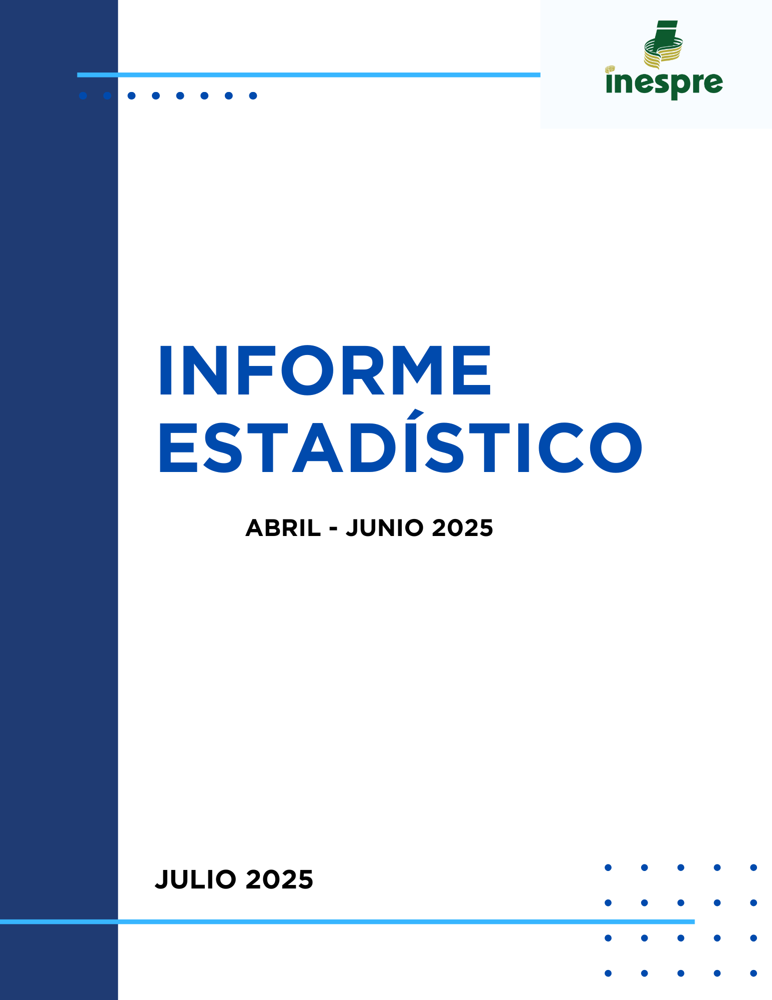 inespre
INFORME
ESTADÍSTICO
ABRIL - JUNIO 2025
JULIO 2025